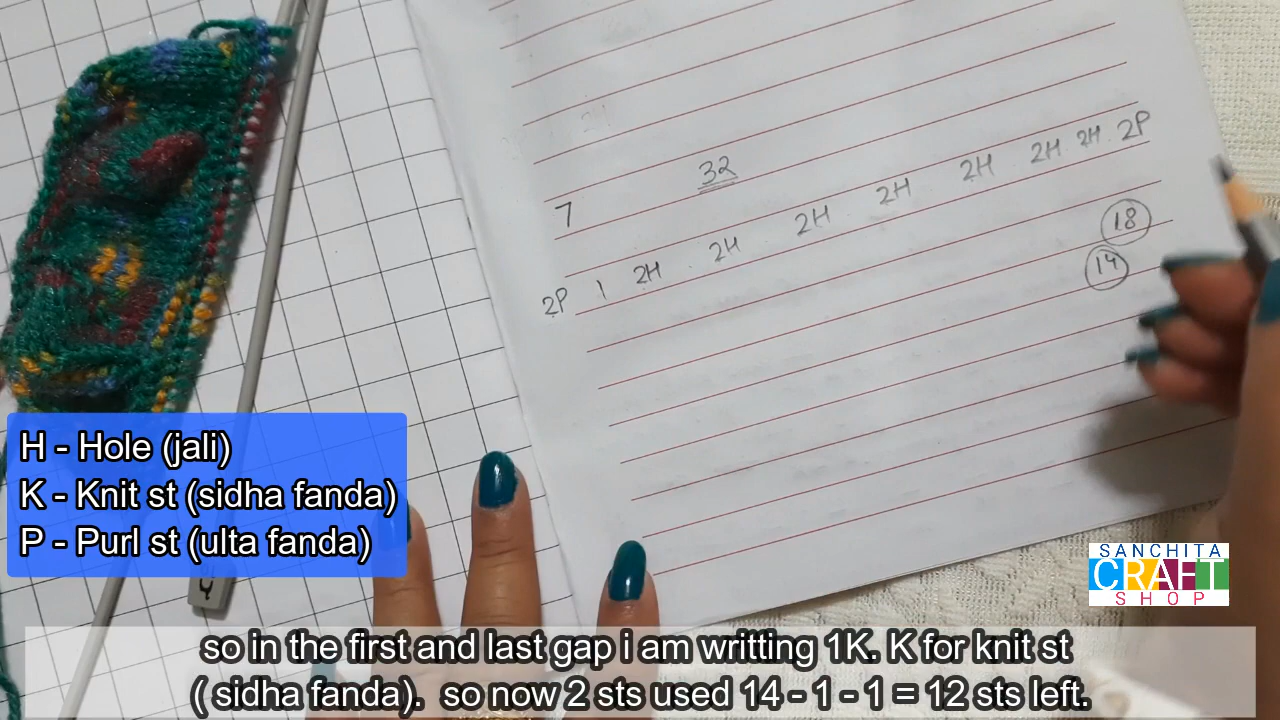 32
7
2P 1 2H 2H 2H 2H 2H 2H 2H 2P
18
14
H - Hole (jali)
K - Knit st (sidha fanda)
P - Purl st (ulta fanda)
4
SANCHITA
CRAFT
SHOP
so in the first and last gap i am writting 1K. K for knit st
( sidha fanda). so now 2 sts used 14 - 1 - 1 = 12 sts left.